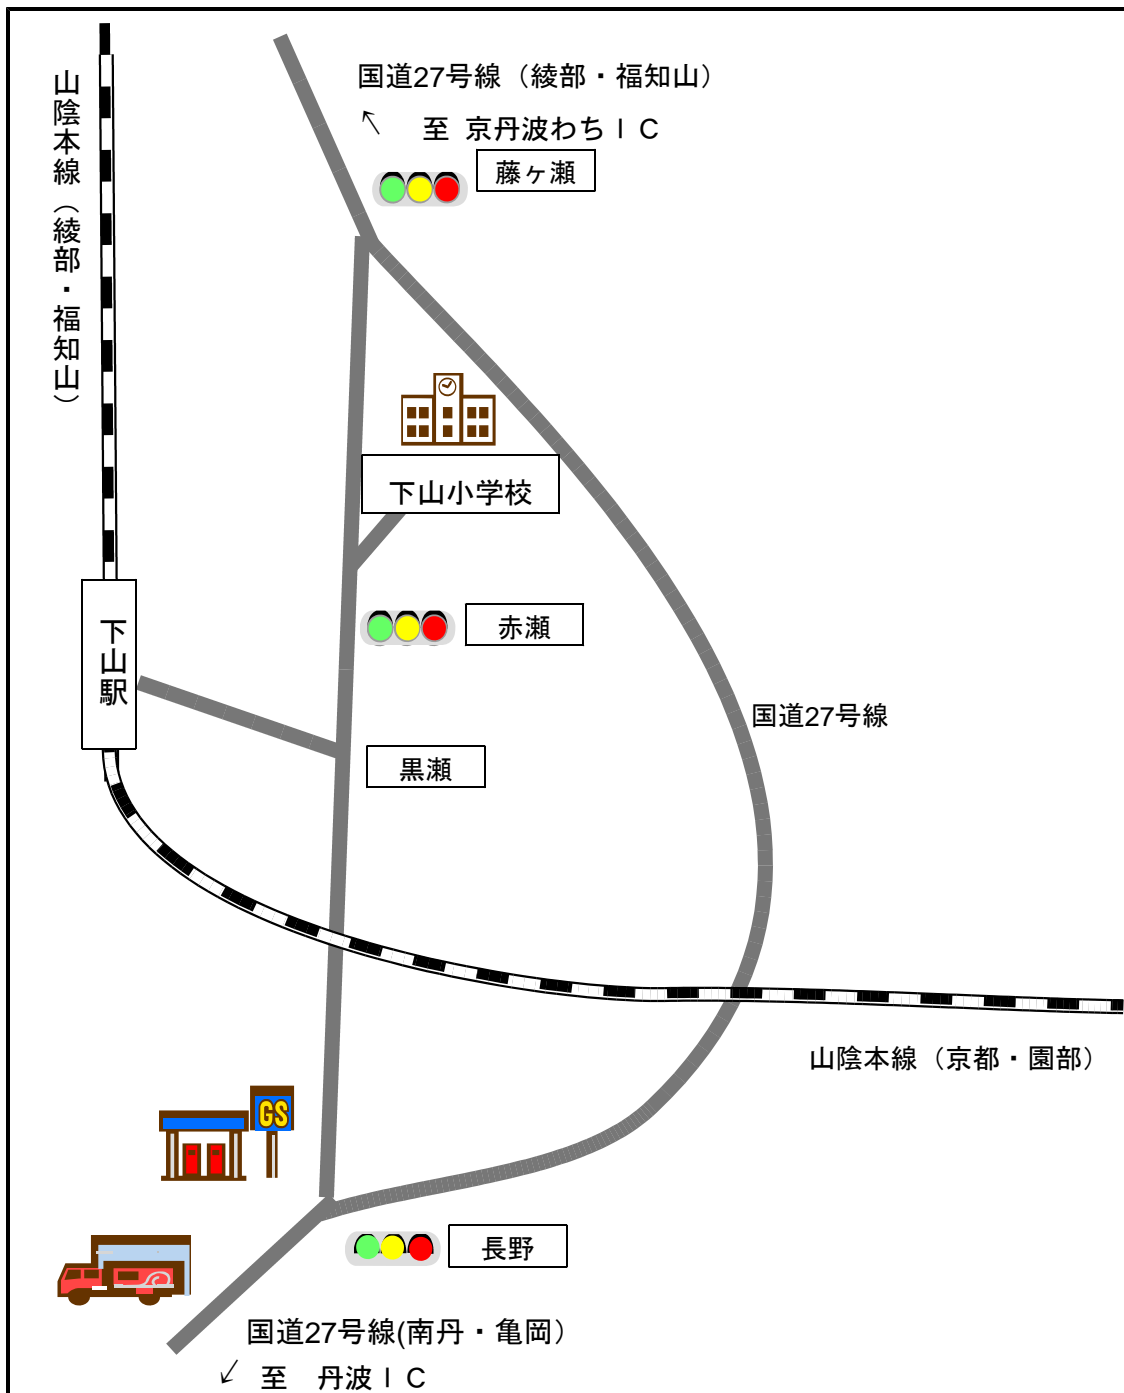 国道27号線（綾部・福知山）
↖ 至 京丹波わちＩＣ
山陰本線（綾部・福知山）
藤ヶ瀬
下山小学校
赤瀬
下山駅
国道27号線
黒瀬
山陰本線（京都・園部）
GS
長野
国道27号線(南丹・亀岡）
↙ 至　丹波ＩＣ